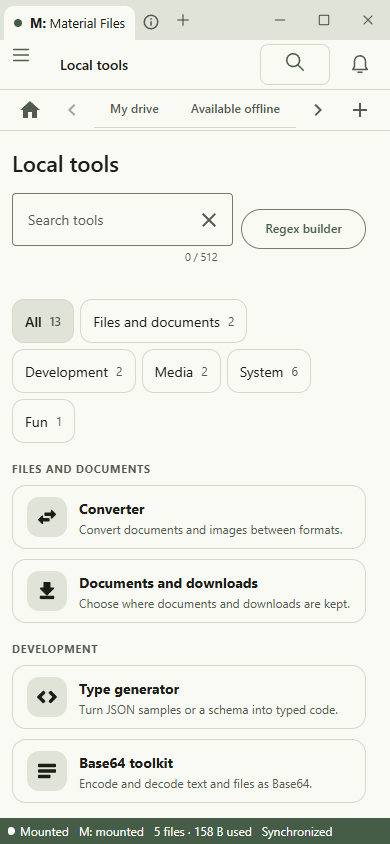 M: Material Files
Local tools
My drive
Available offline
Local tools
Search tools
Regex builder
0 / 512
All 13
Files and documents 2
Development 2
Media 2
System 6
Fun 1
FILES AND DOCUMENTS
Converter
Convert documents and images between formats.
Documents and downloads
Choose where documents and downloads are kept.
DEVELOPMENT
Type generator
Turn JSON samples or a schema into typed code.
Base64 toolkit
Encode and decode text and files as Base64.
Mounted M: mounted 5 files · 158 B used Synchronized